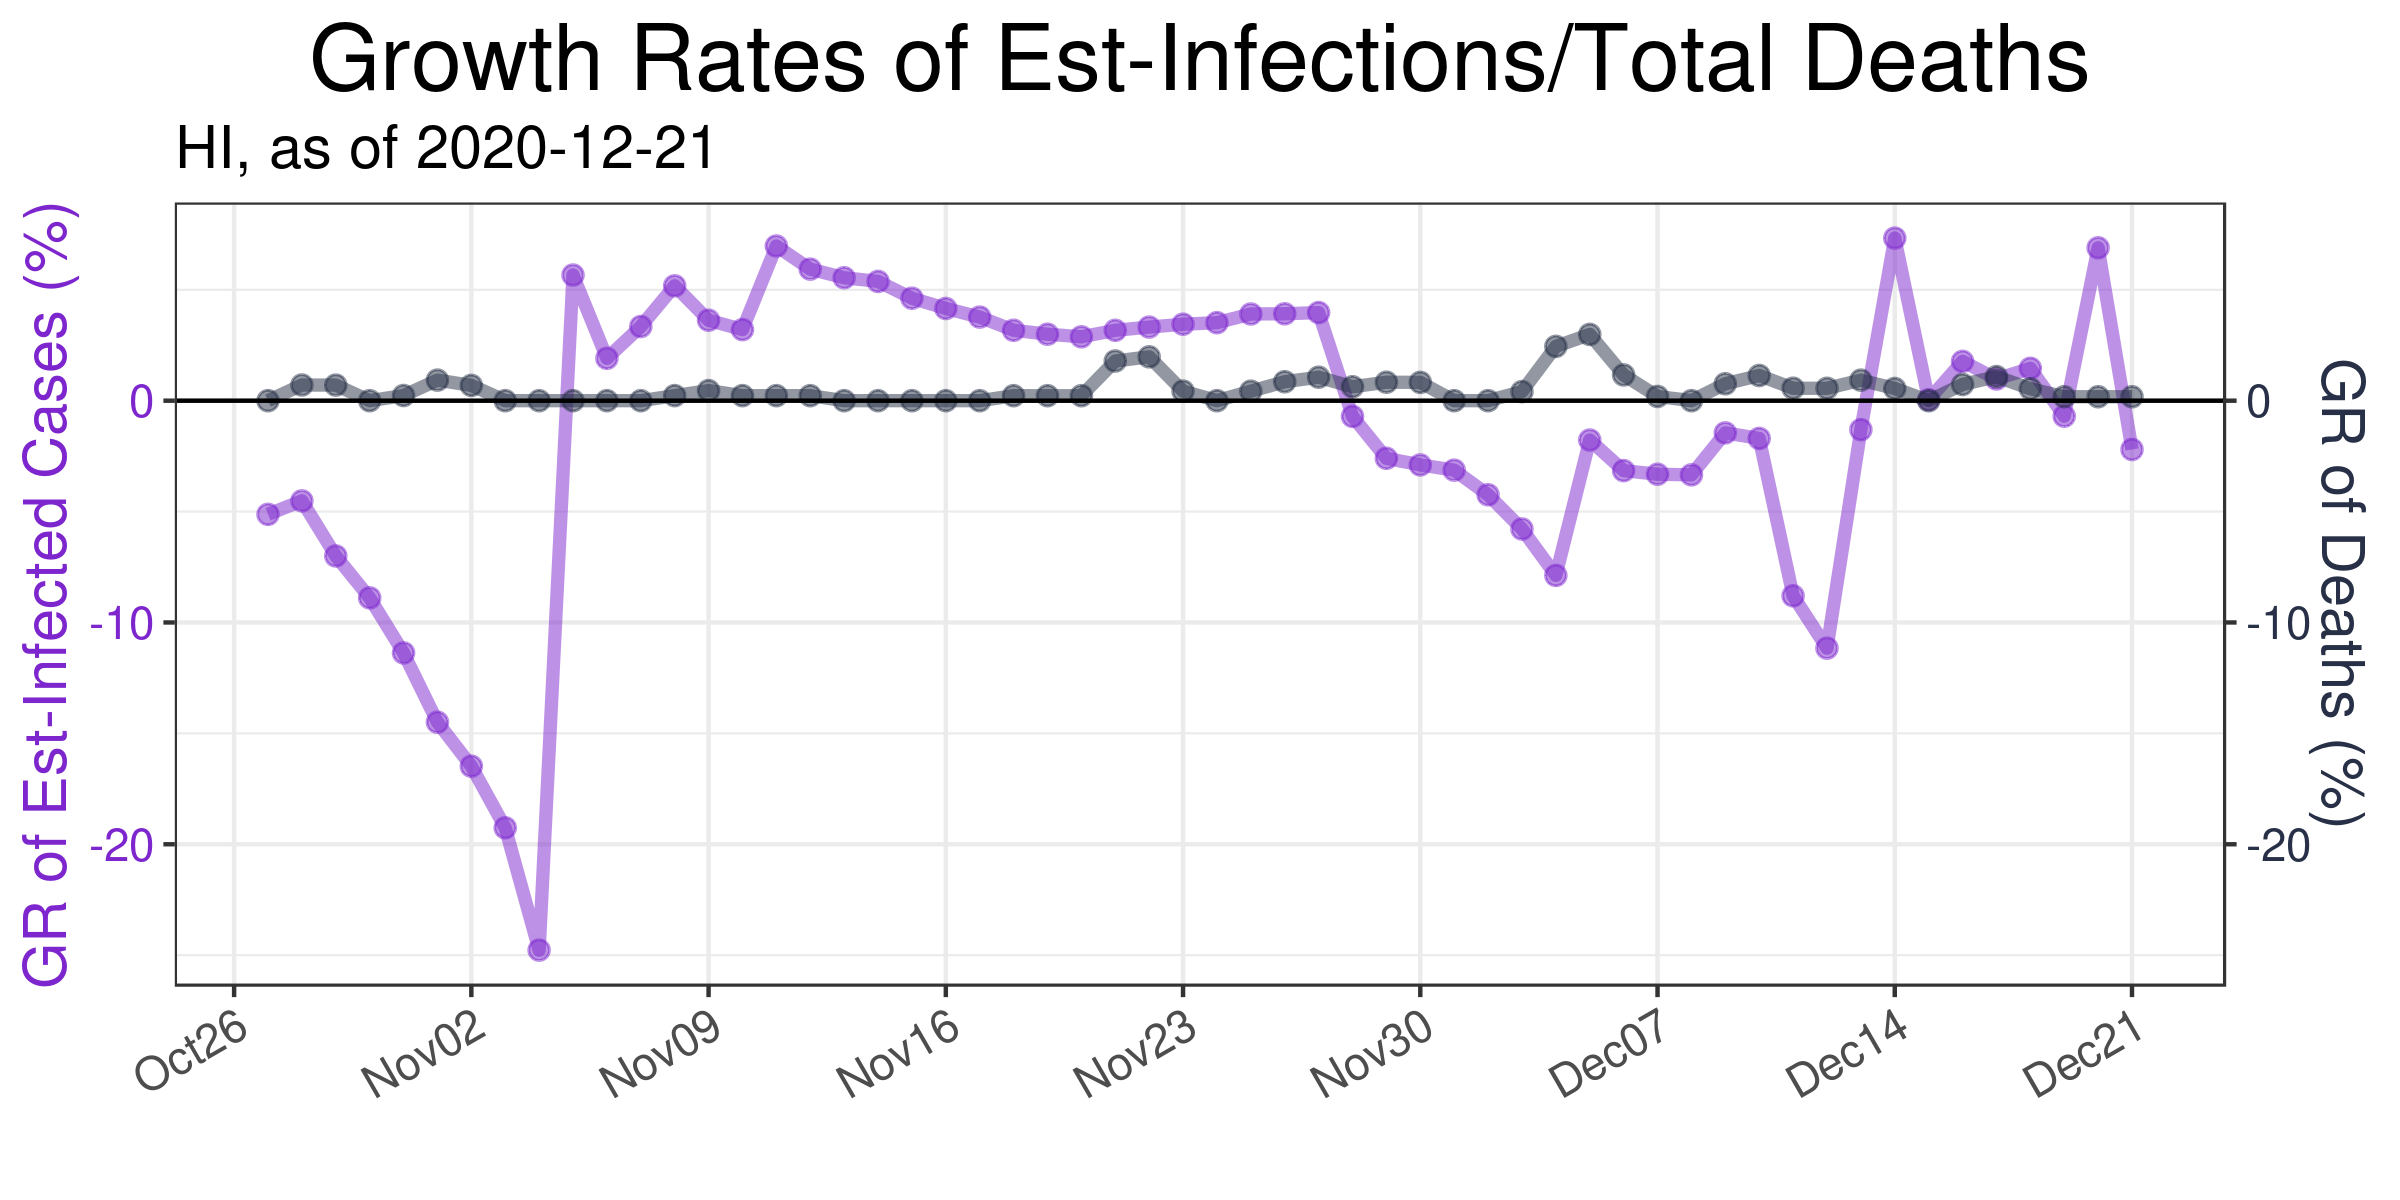 Growth Rates of Est-Infections/Total Deaths
HI, as of 2020-12-21
GR of Est-Infected Cases (%)
0
-10
-20
0
-10
-20
GR of Deaths (%)
Oct26
Nov02
Nov09
Nov16
Nov23
Nov30
Dec07
Dec14
Dec21